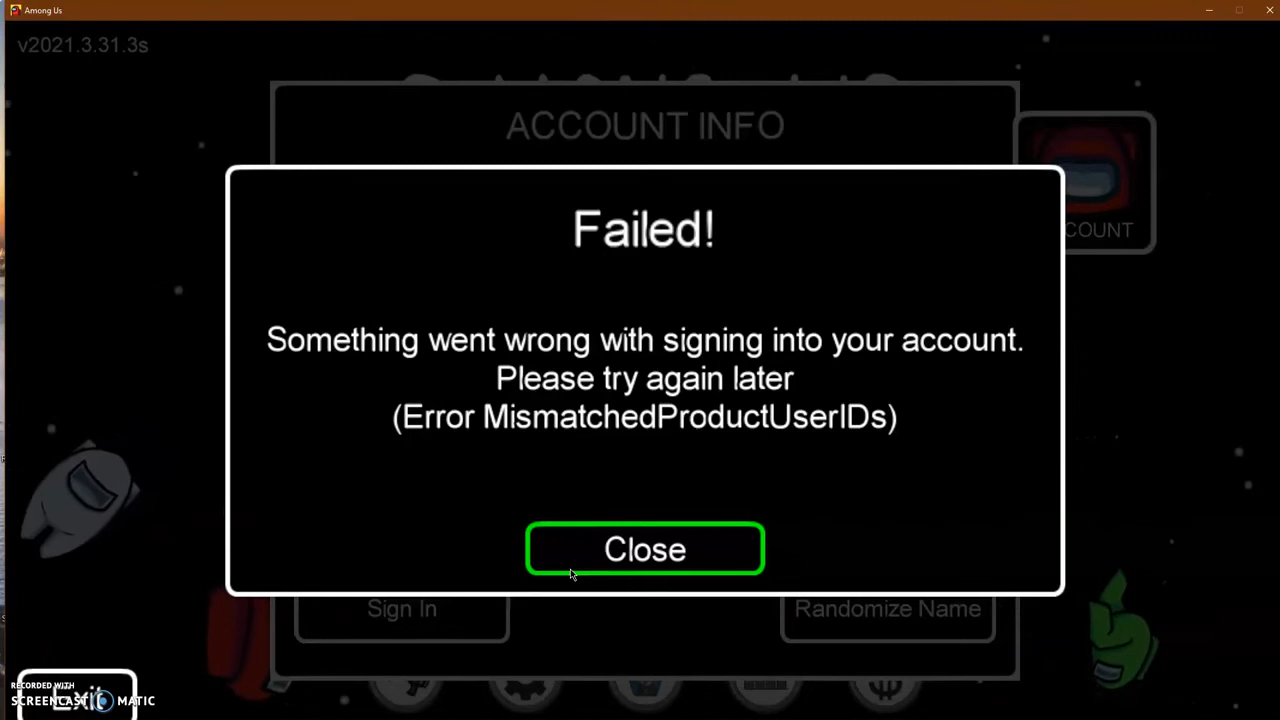 Among Us
v2021.3.31.3s
ACCOUNT INFO
Failed!
COUNT
Something went wrong with signing into your account.
Please try again later
(Error MismatchedProductUserIDs)
Close
Sign In
Randomize Name
Exit
RECORDED WITH
SCREENCAST MATIC